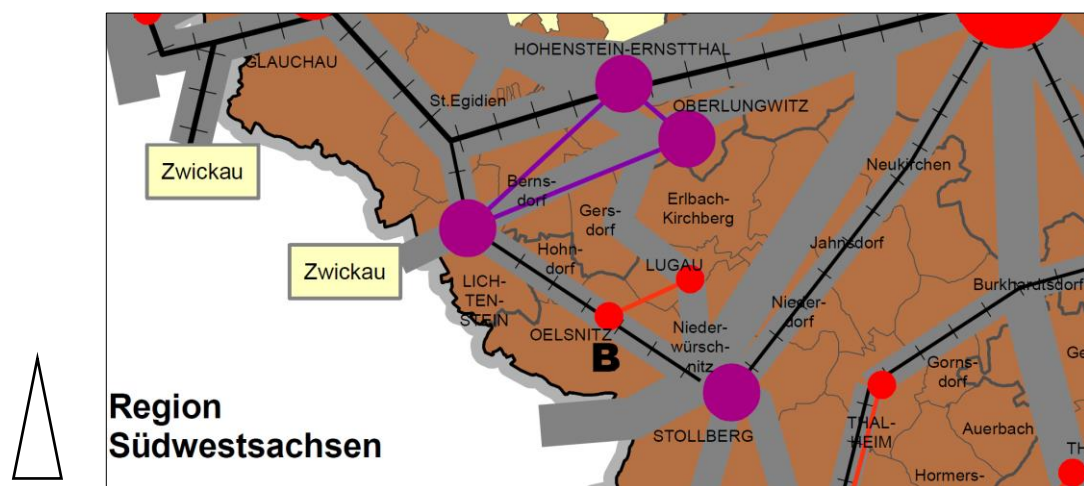 HOHENSTEIN-ERNSTTHAL
GLAUCHAU
St.Egidien
OBERLUNGWITZ
Zwickau
Neukirchen
Berns-
dorf
Erlbach-
Kirchberg
Gers-
dorf
Jahnsdorf
Hohn-
dorf
Zwickau
LUGAU
LICH-
TEN-
STEIN
Burkhardtsdorf
Nieder-
dorf
OELSNITZ
Nieder-
würsch-
nitz
B
Gorns-
dorf
Ge
Region
Südwestsachsen
STOLLBERG
THAL-
HEIM
Auerbach
TH
Hormers-